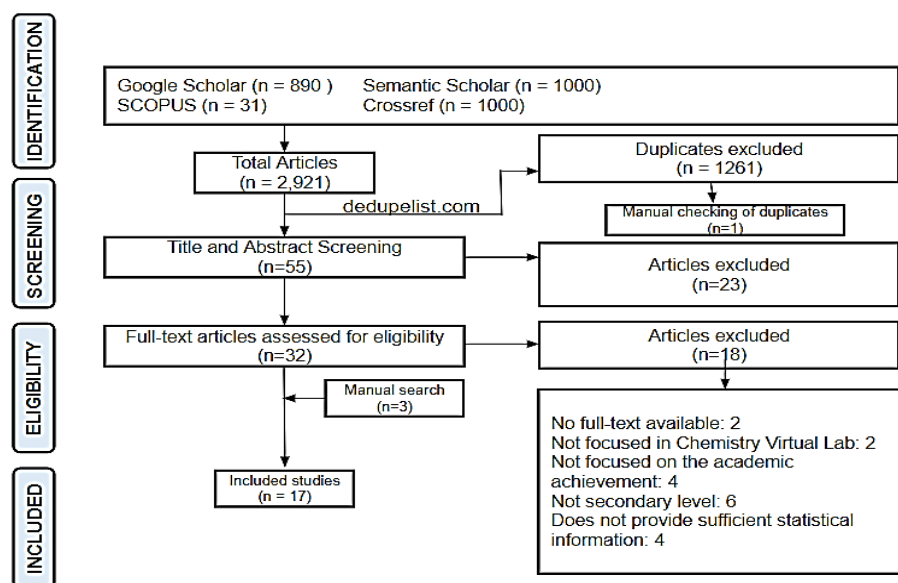 IDENTIFICATION
Google Scholar (n = 890 ) Semantic Scholar (n = 1000)
SCOPUS (n = 31) Crossref (n = 1000)
Total Articles
(n = 2,921)
Duplicates excluded
(n = 1261)
dedupelist.com
Manual checking of duplicates
(n=1)
SCREENING
Title and Abstract Screening
(n=55)
Articles excluded
(n=23)
ELIGIBILITY
Full-text articles assessed for eligibility
(n=32)
Articles excluded
(n=18)
Manual search
(n=3)
No full-text available: 2
Not focused in Chemistry Virtual Lab: 2
Not focused on the academic
achievement: 4
Not secondary level: 6
Does not provide sufficient statistical
information: 4
INCLUDED
Included studies
(n = 17)